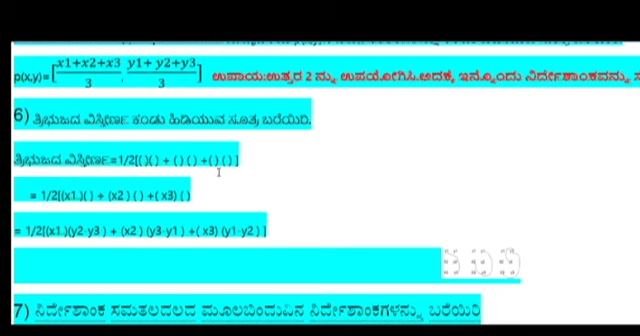 p(x,y)=[x1+x2+x3/3, y1+ y2+y3/3] ಉಪಾಯ:ಉತ್ತರ 2 ನ್ನು ಉಪಯೋಗಿಸಿ.ಅದಕ್ಕೆ ಇನ್ನೊಂದು ನಿರ್ದೇಶಾಂಕವನ್ನು
6) ತ್ರಿಭುಜದ ವಿಸ್ತೀರ್ಣ ಕಂಡು ಹಿಡಿಯುವ ಸೂತ್ರ ಬರೆಯಿರಿ.
ತ್ರಿಭುಜದ ವಿಸ್ತೀರ್ಣ=1/2[( )( ) + ( ) ( ) +( ) ( ) ]
= 1/2[(x1.)( ) + (x2 ) ( ) +( x3) ( )
= 1/2[(x1.)(y2-y3 ) + (x2 ) (y3-y1 ) +( x3) (y1-y2 ) ]
7) ನಿರ್ದೇಶಾಂಕ ಸಮತಲದಲದ ಮೂಲಬಿಂದುವಿನ ನಿರ್ದೇಶಾಂಕಗಳನ್ನು ಬರೆಯಿರಿ